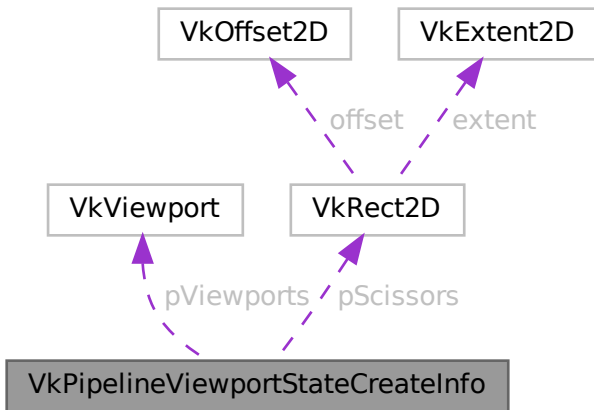 VkOffset2D
VkExtent2D
offset
extent
VkViewport
VkRect2D
pViewports
pScissors
VkPipelineViewportStateCreateInfo